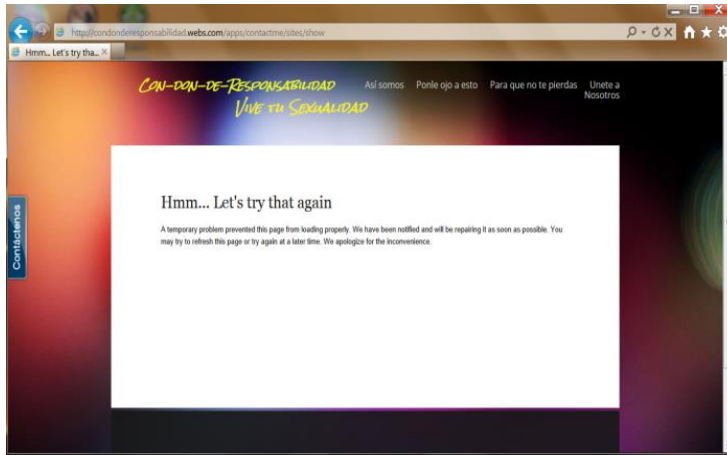 http://condonderesponsabilidad.webs.com/apps/contactme/sites/show
Hmm... Let's try tha...
CON-DON-DE-RESPONSABILIDAD
VIVE TU SEXUALIDAD
Así somos Ponle ojo a esto Para que no te pierdas Unete a
Nosotros
Contáctenos
Hmm... Let's try that again
A temporary problem prevented this page from loading properly. We have been notified and will be repairing it as soon as possible. You
may try to refresh this page or try again at a later time. We apologize for the inconvenience.